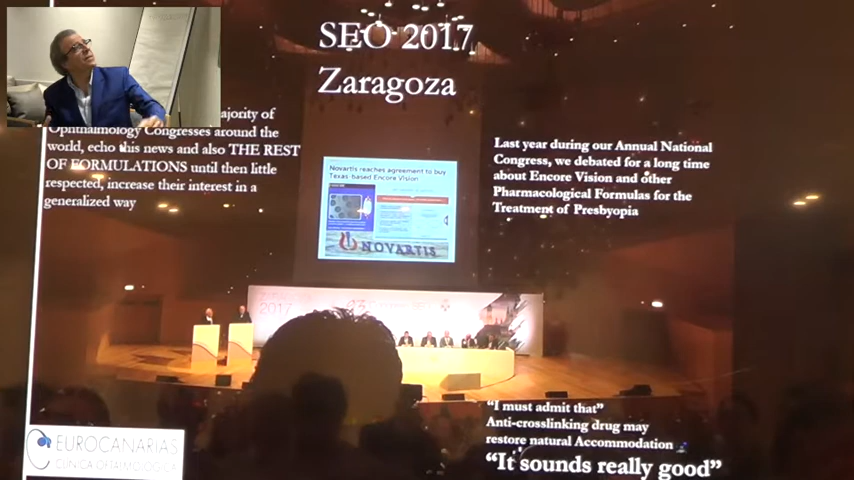 SEO 2017
Zaragoza
ajority of
Ophthalmology Congresses around the
world, echo this news and also THE REST
OF FORMULATIONS until then little
respected, increase their interest in a
generalized way
Novartis reaches agreement to buy
Texas-based Encore Vision
NOVARTIS
Last year during our Annual National
Congress, we debated for a long time
about Encore Vision and other
Pharmacological Formulas for the
Treatment of Presbyopia
2017
"I must admit that"
Anti-crosslinking drug may
restore natural Accommodation
"It sounds really good"
EUROCANARIAS
CLÍNICA OFTALMOLÓGICA